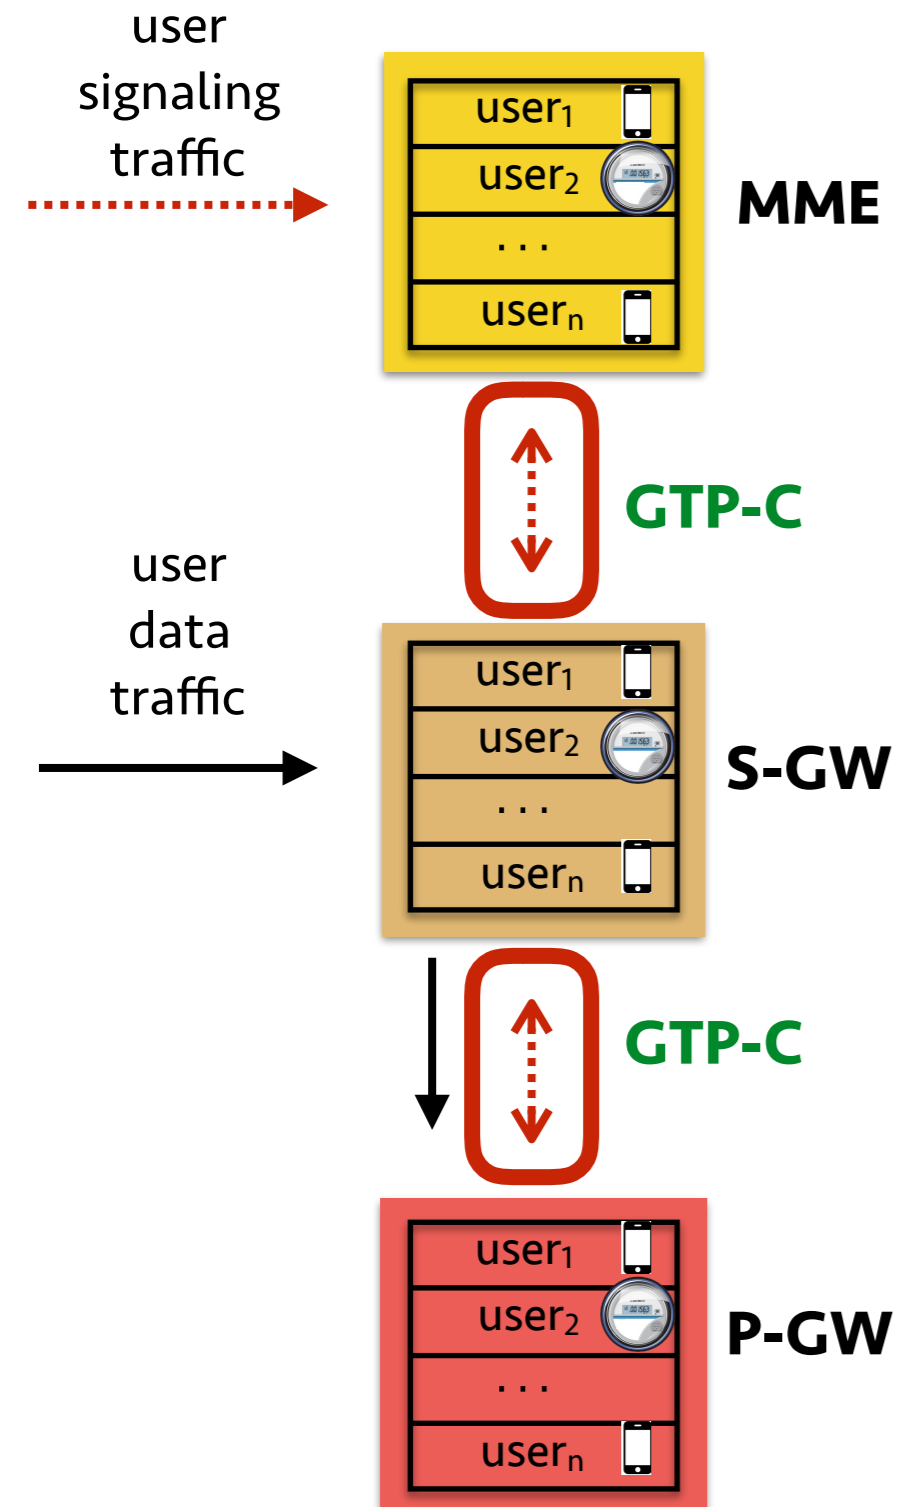 user
signaling
traffic
user₁
user₂
...
userₙ
MME
GTP-C
user
data
traffic
user₁
user₂
...
userₙ
S-GW
GTP-C
user₁
user₂
...
userₙ
P-GW